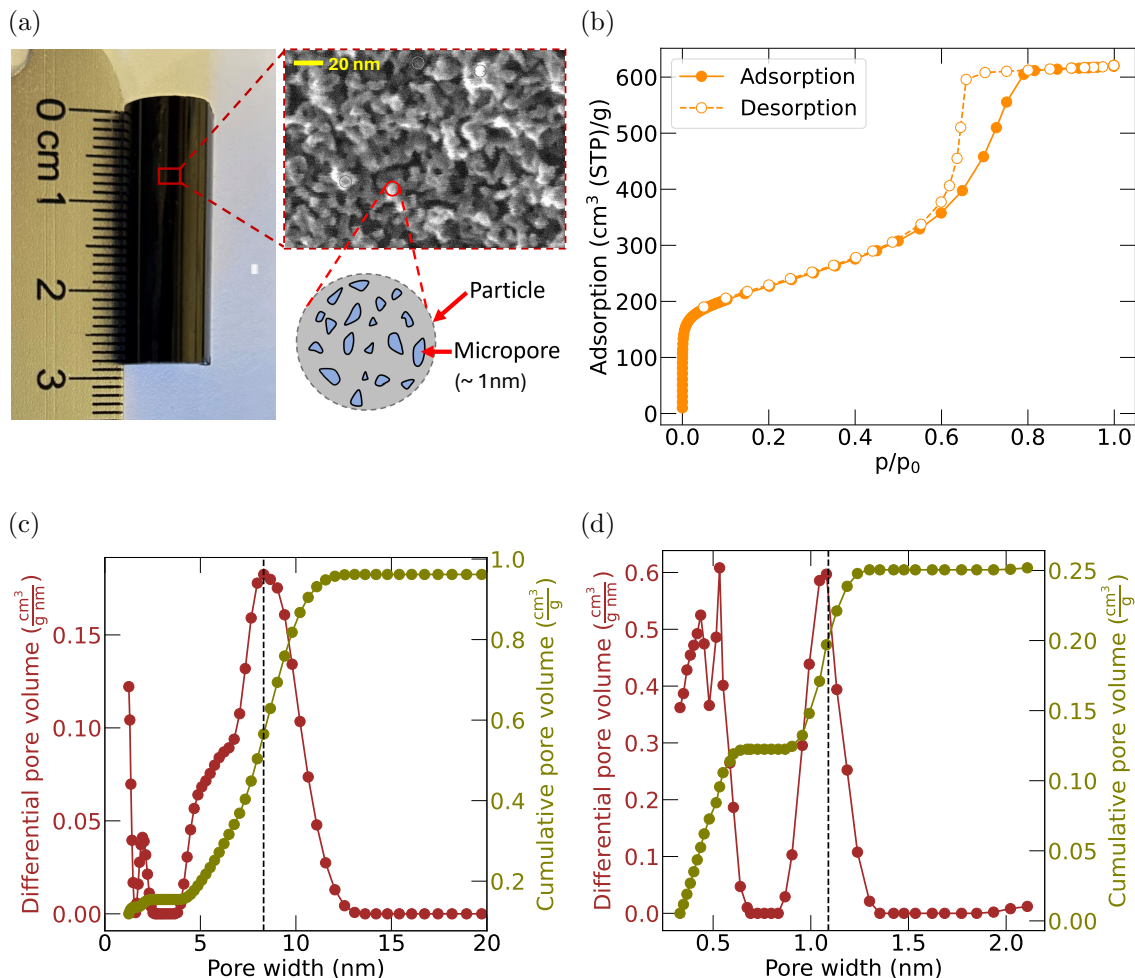 (a)
0
cm
1
2
3
20 nm
Particle
Micropore
(~ 1nm)
(b)
Adsorption (cm³ (STP)/g)
600
500
400
300
200
100
0
Adsorption
Desorption
0.0 0.2 0.4 0.6 0.8 1.0
p/p₀
(c)
Differential pore volume (cm³/g nm)
0.15
0.10
0.05
0.00
0 5 10 15 20
Pore width (nm)
1.0
0.8
0.6
0.4
0.2
Cumulative pore volume (cm³/g)
(d)
Differential pore volume (cm³/g nm)
0.6
0.5
0.4
0.3
0.2
0.1
0.0
0.5 1.0 1.5 2.0
Pore width (nm)
0.25
0.20
0.15
0.10
0.05
0.00
Cumulative pore volume (cm³/g)